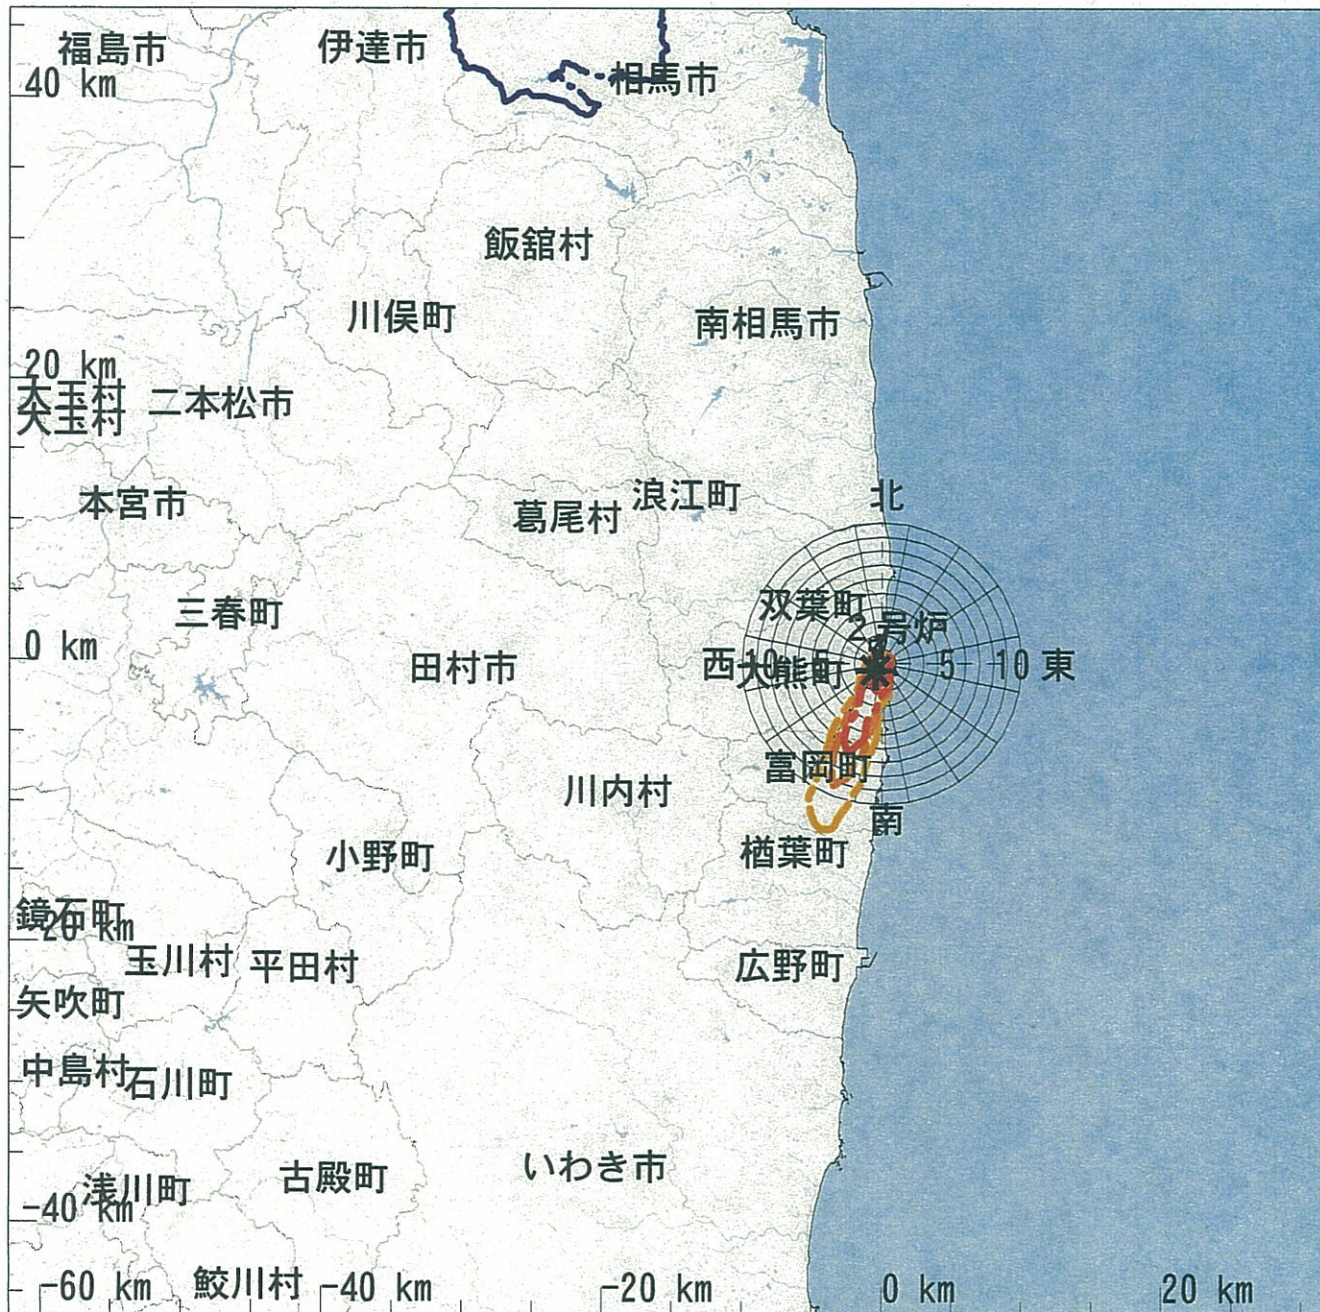 福島市
伊達市
40 km
相馬市
飯舘村
川俣町
南相馬市
20 km
大玉村
二本松市
大玉村
本宮市
葛尾村
浪江町
北
双葉町
三春町
2号炉
0 km
田村市
西
10
5
大熊町
5
10
東
富岡町
川内村
南
小野町
楢葉町
鏡石町
-20 km
玉川村
平田村
広野町
矢吹町
中島村
石川町
いわき市
古殿町
浅川町
-40 km
-60 km
鮫川村
-40 km
-20 km
0 km
20 km